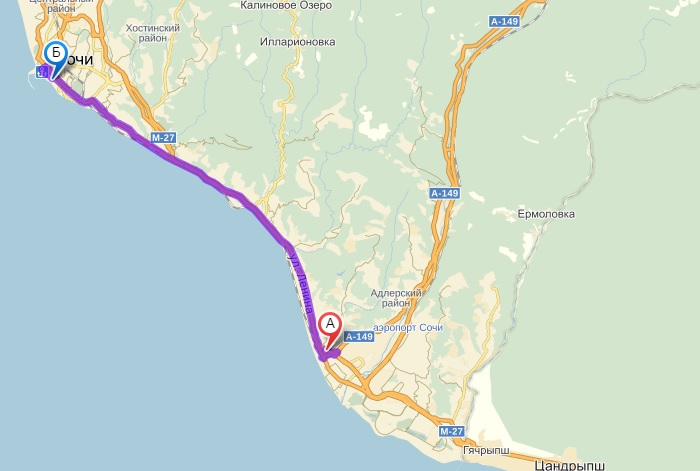 Центральный
район
Калиновое Озеро
А-149
Хостинский
район
Илларионовка
Б
очи
М-27
А-149
Ермоловка
ул. Ленина
Адлерский
район
А
аэропорт Сочи
А-149
М-27
Гячрыпш
Цандрыпш